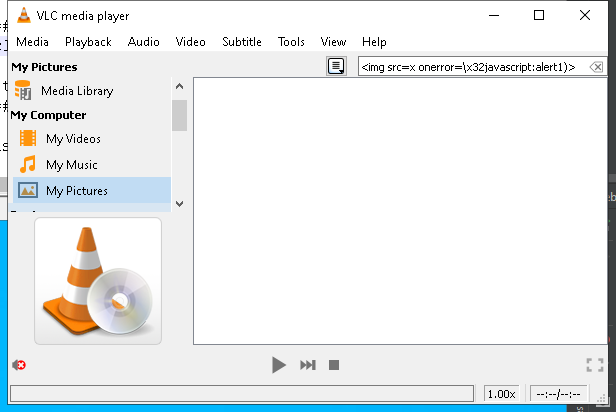 VLC media player
Media Playback Audio Video Subtitle Tools View Help
My Pictures
<img src=x onerror=\x32javascript:alert1)>
Media Library
My Computer
My Videos
My Music
My Pictures
1.00x
--:--/--:--